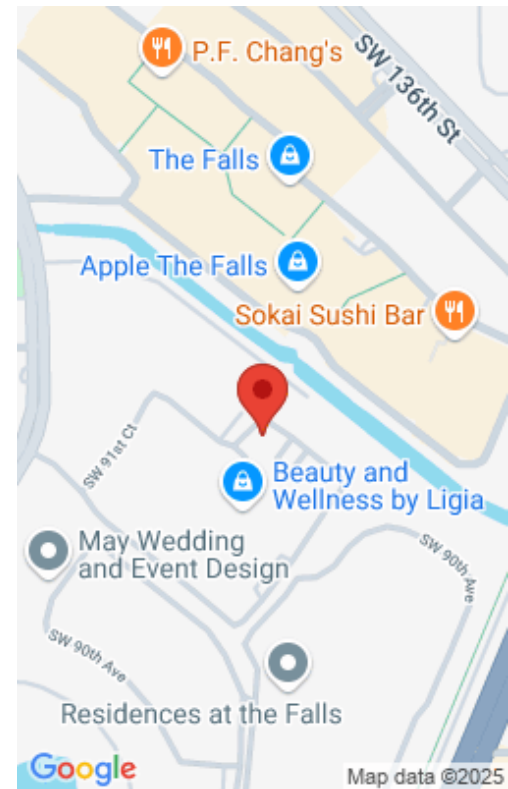 P.F. Chang's
SW 136th St
The Falls
Apple The Falls
Sokai Sushi Bar
SW 91st Ct
Beauty and
Wellness by Ligia
May Wedding
and Event Design
SW 90th Ave
SW 90th Ave
Residences at the Falls
Google
Map data ©2025